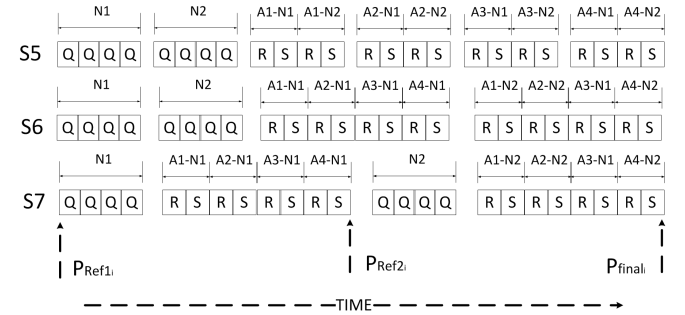 N1 N2 A1-N1 A1-N2 A2-N1 A2-N2 A3-N1 A3-N2 A4-N1 A4-N2
S5 Q Q Q Q Q Q Q Q R S R S R S R S R S R S R S R S
N1 N2 A1-N1 A2-N1 A3-N1 A4-N1 A1-N2 A2-N2 A3-N1 A4-N2
S6 Q Q Q Q Q Q Q Q R S R S R S R S R S R S R S R S
N1 A1-N1 A2-N1 A3-N1 A4-N1 N2 A1-N2 A2-N2 A3-N1 A4-N2
S7 Q Q Q Q R S R S R S R S Q Q Q Q R S R S R S R S
PRef1i PRef2i Pfinali
TIME